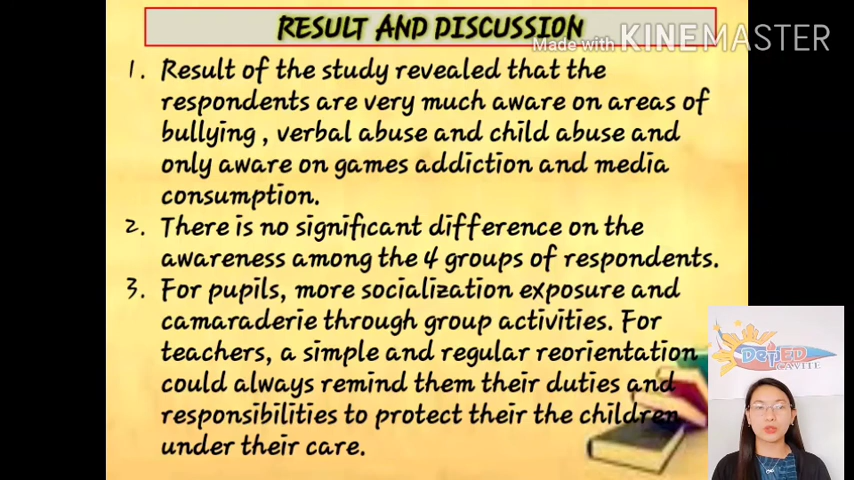 RESULT AND DISCUSSION
Made with KINEMASTER
1. Result of the study revealed that the
respondents are very much aware on areas of
bullying , verbal abuse and child abuse and
only aware on games addiction and media
consumption.
2. There is no significant difference on the
awareness among the 4 groups of respondents.
3. For pupils, more socialization exposure and
camaraderie through group activities. For
teachers, a simple and regular reorientation
could always remind them their duties and
responsibilities to protect their the children
under their care.
DepED
CAVITE